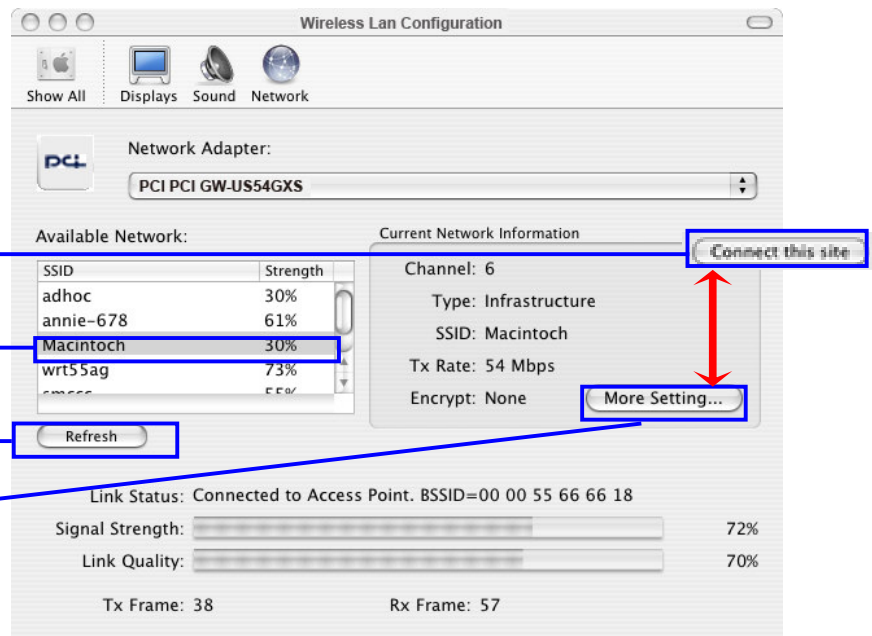 Wireless Lan Configuration
Show All
Displays
Sound
Network
PCI
Network Adapter:
PCI PCI GW-US54GXS
Available Network:
SSID Strength
adhoc 30%
annie-678 61%
Macintoch 30%
wrt55ag 73%
55%
Refresh
Current Network Information
Connect this site
Channel: 6
Type: Infrastructure
SSID: Macintoch
Tx Rate: 54 Mbps
Encrypt: None
More Setting...
Link Status: Connected to Access Point. BSSID=00 00 55 66 66 18
Signal Strength: 72%
Link Quality: 70%
Tx Frame: 38 Rx Frame: 57